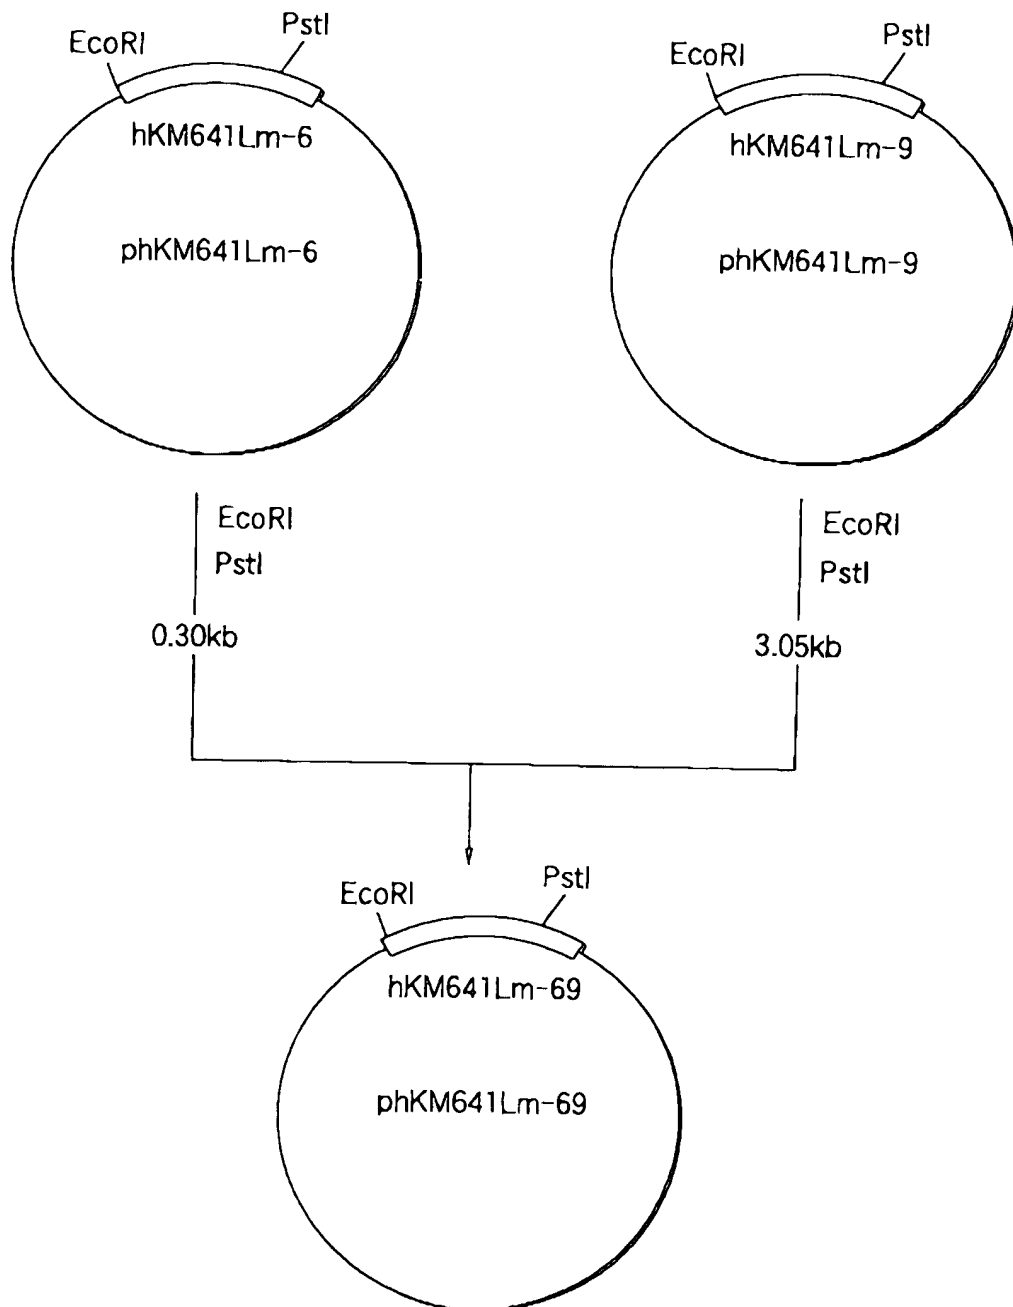 EcoRI
PstI
hKM641Lm-6
phKM641Lm-6
EcoRI
PstI
hKM641Lm-9
phKM641Lm-9
EcoRI
PstI
0.30kb
EcoRI
PstI
3.05kb
EcoRI
PstI
hKM641Lm-69
phKM641Lm-69